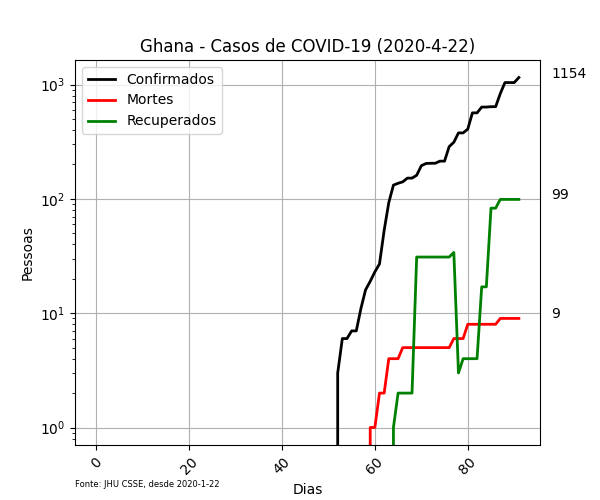 Ghana - Casos de COVID-19 (2020-4-22)
Confirmados
Mortes
Recuperados
10³
10²
10¹
10⁰
Pessoas
1154
99
9
0
20
40
60
80
Dias
Fonte: JHU CSSE, desde 2020-1-22